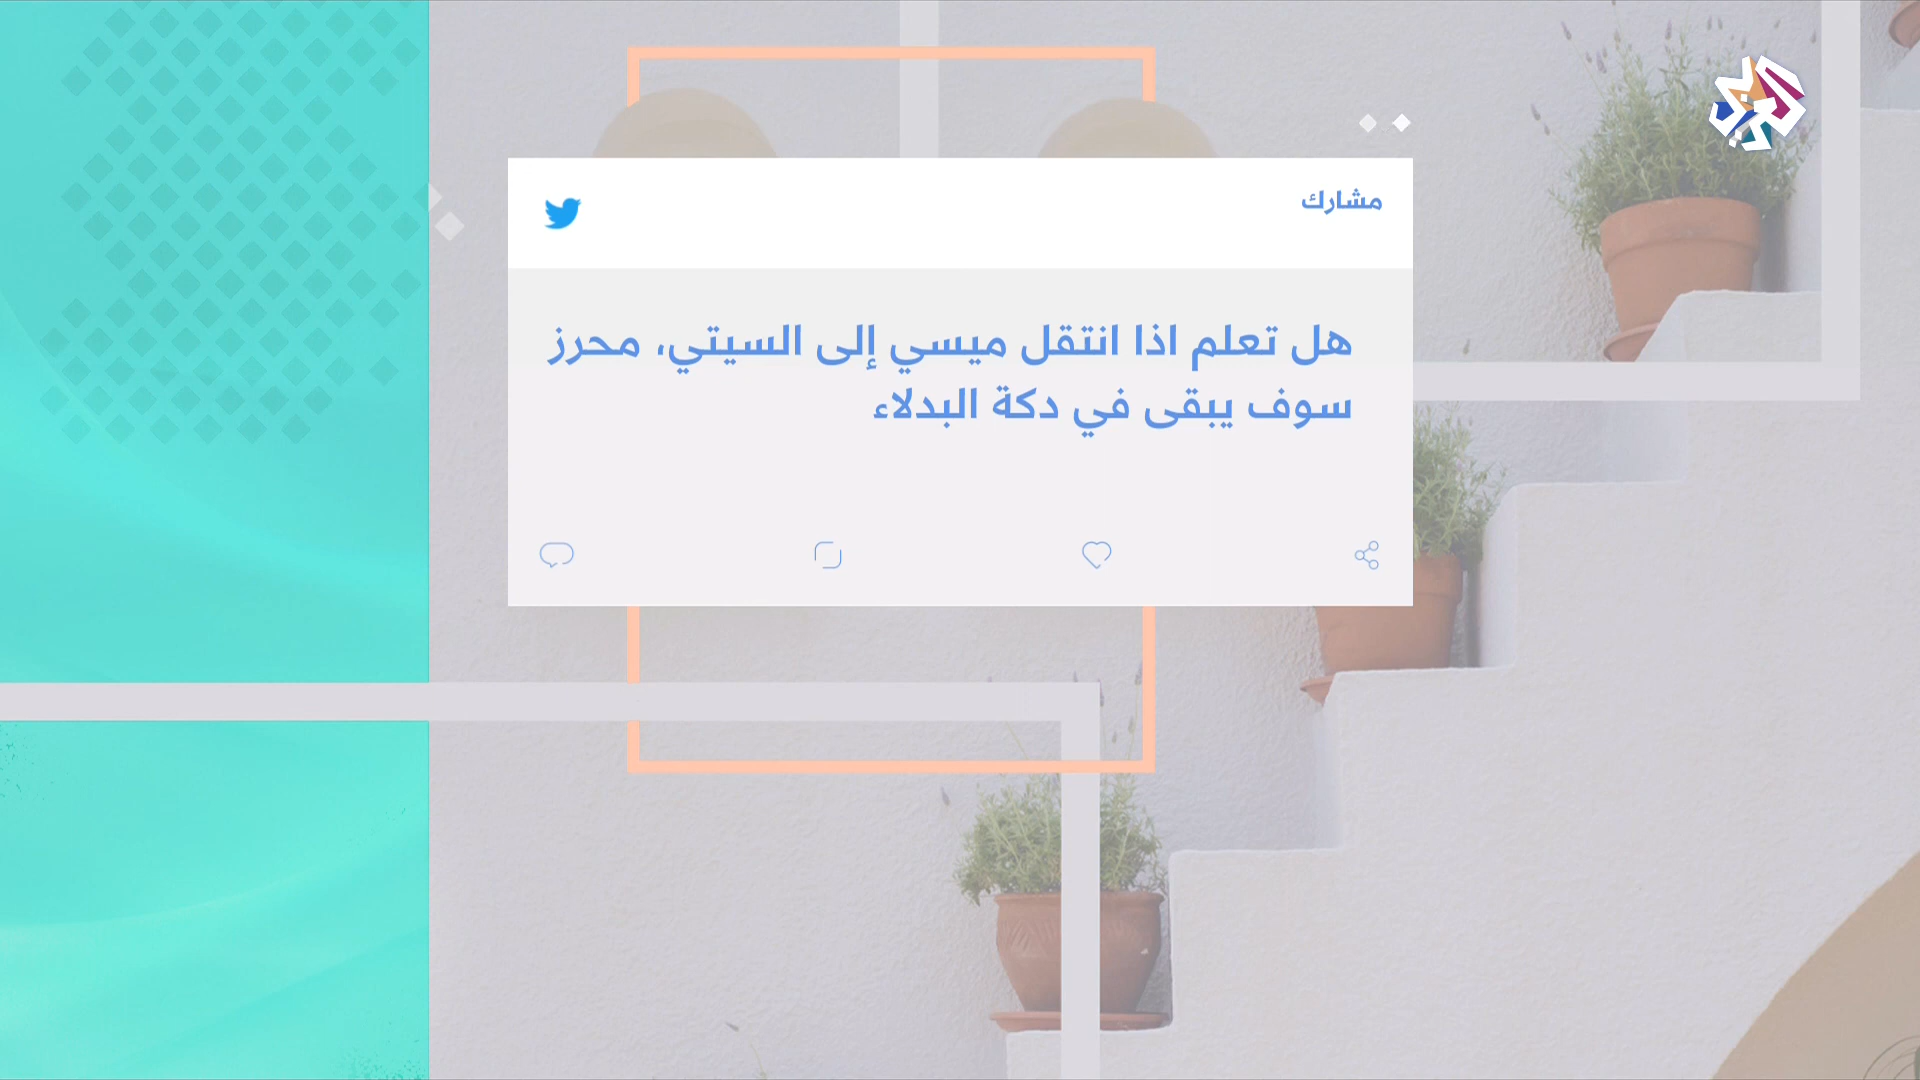 مشارك
هل تعلم اذا انتقل ميسي إلى السيتي، محرز
سوف يبقى في دكة البدلاء